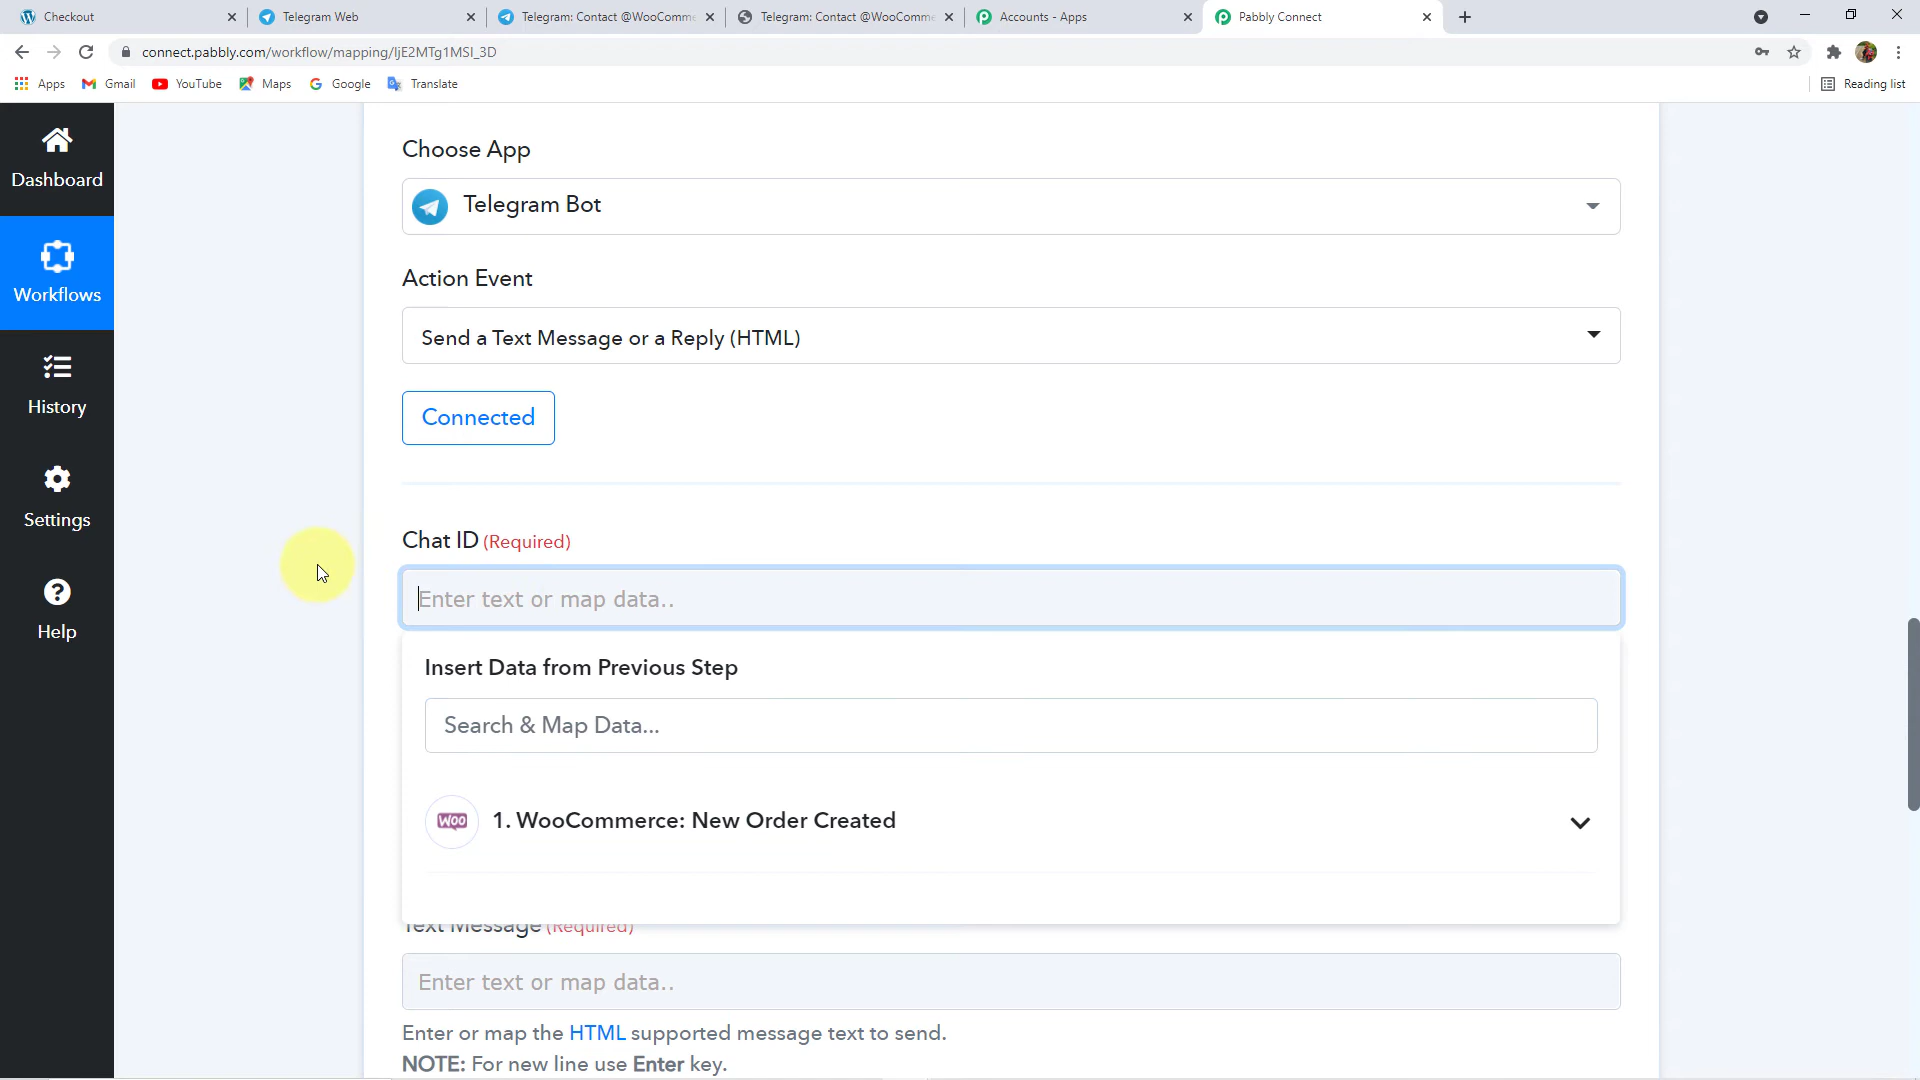 Checkout
Telegram Web
Telegram: Contact @WooComme
Telegram: Contact @WooComme
Accounts - Apps
Pabbly Connect
connect.pabbly.com/workflow/mapping/IjE2MTg1MSI_3D
Apps
Gmail
YouTube
Maps
Google
Translate
Reading list
Dashboard
Workflows
History
Settings
Help
Choose App
Telegram Bot
Action Event
Send a Text Message or a Reply (HTML)
Connected
Chat ID (Required)
Enter text or map data..
Insert Data from Previous Step
Search & Map Data...
WOO
1. WooCommerce: New Order Created
Text Message (Required)
Enter text or map data..
Enter or map the HTML supported message text to send.
NOTE: For new line use Enter key.